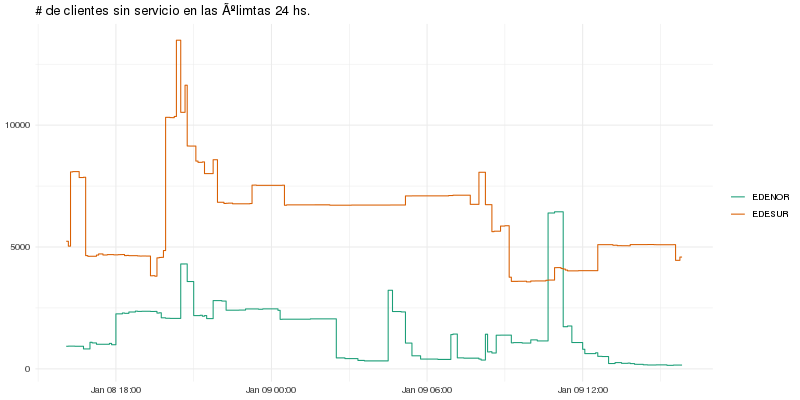 # de clientes sin servicio en las Ãºlimtas 24 hs.
10000
5000
0
EDENOR
EDESUR
Jan 08 18:00
Jan 09 00:00
Jan 09 06:00
Jan 09 12:00